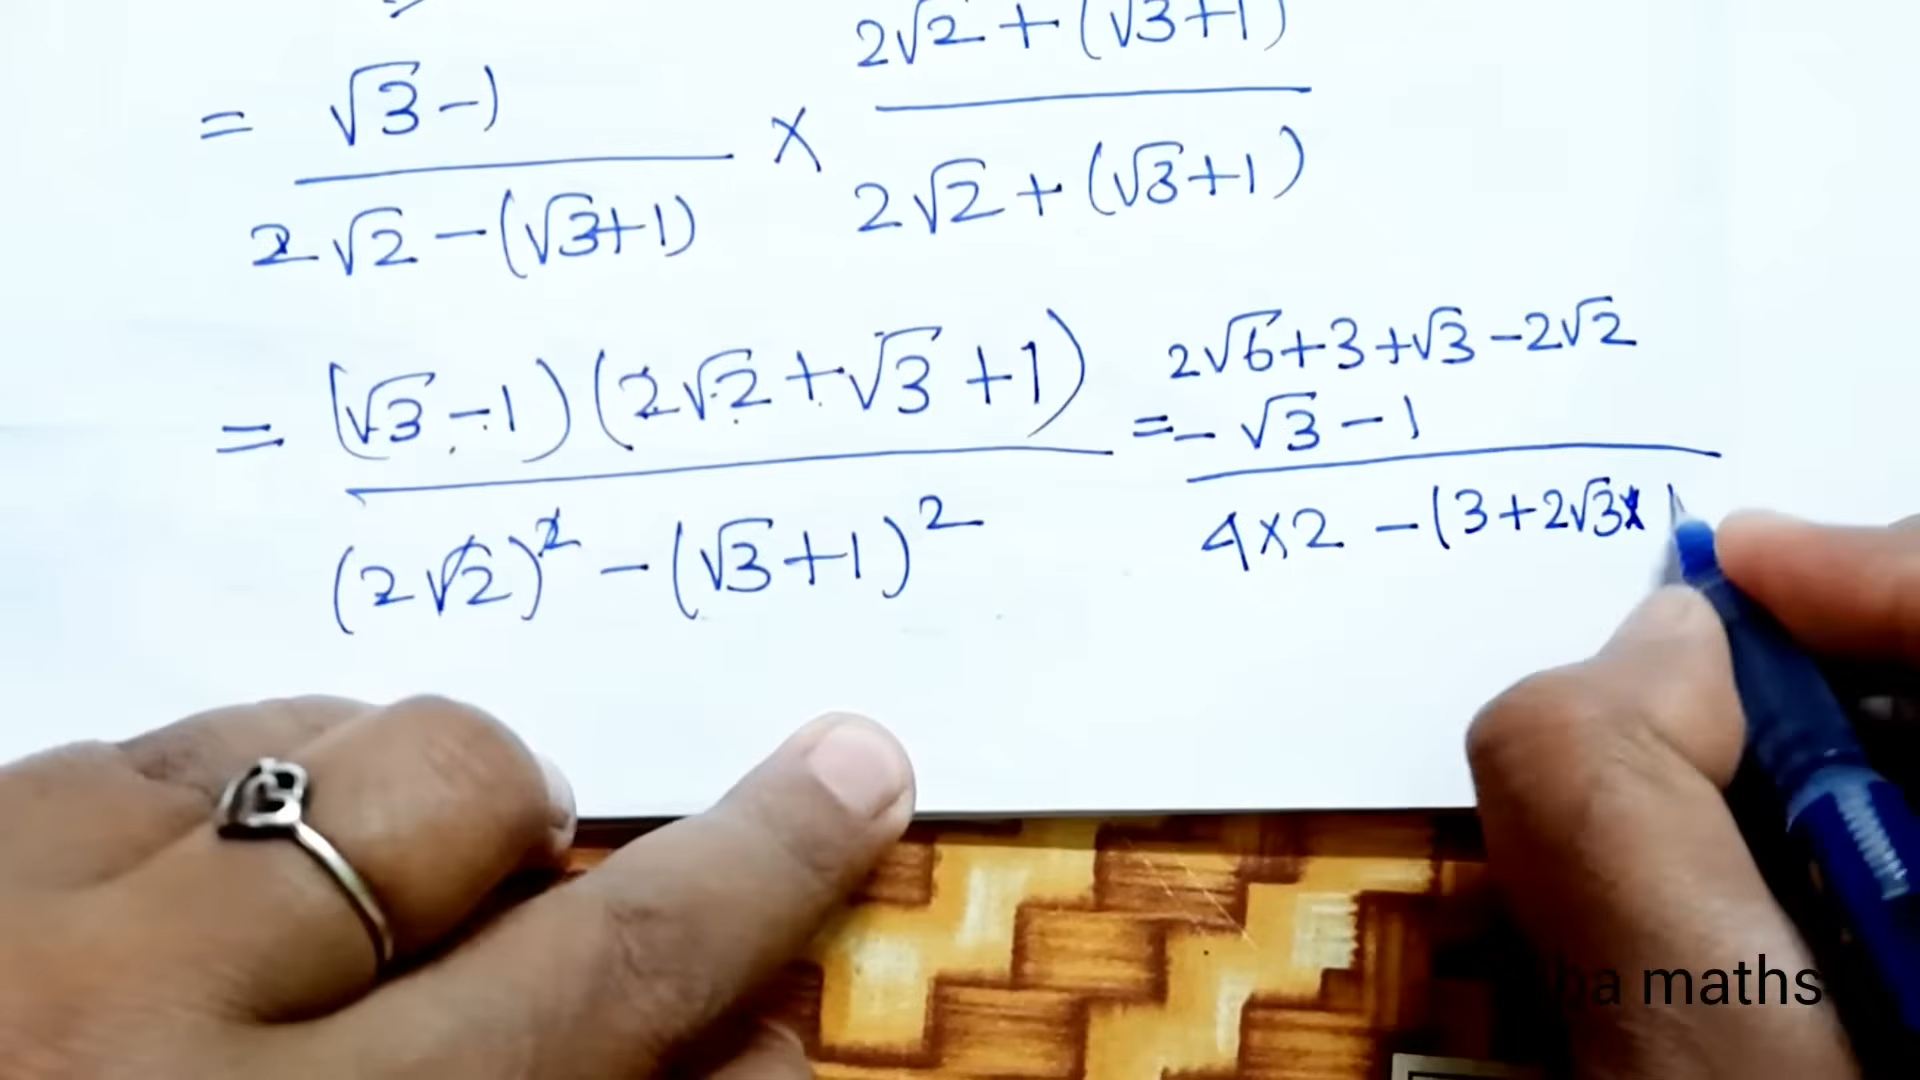 = √3-1 / 2√2-(√3+1) × 2√2+(√3+1) / 2√2+(√3+1)
= (√3-1)(2√2+√3+1) / (2√2)² - (√3+1)²
= 2√6+3+√3-2√2
-√3-1
4×2 -(3+2√3×1
ba maths